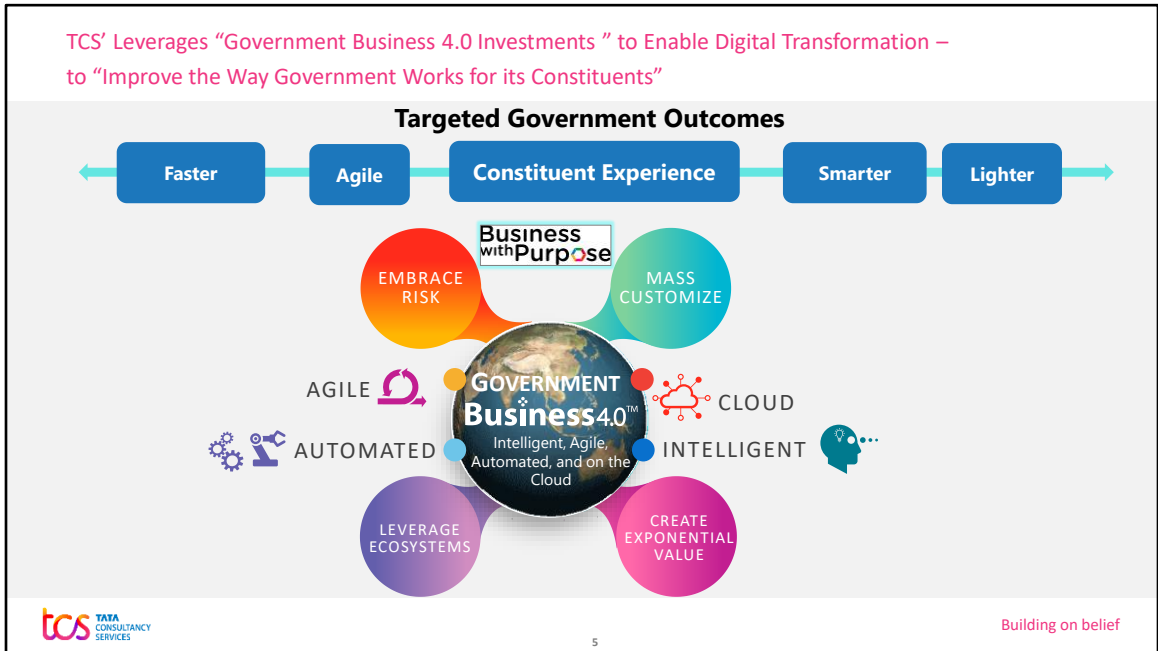 TCS’ Leverages “Government Business 4.0 Investments ” to Enable Digital Transformation –
to “Improve the Way Government Works for its Constituents”
Targeted Government Outcomes
Faster
Agile
Constituent Experience
Smarter
Lighter
Business
withPurpose
EMBRACE
RISK
MASS
CUSTOMIZE
AGILE
CLOUD
GOVERNMENT
Business4.0™
Intelligent, Agile,
Automated, and on the
Cloud
AUTOMATED
INTELLIGENT
LEVERAGE
ECOSYSTEMS
CREATE
EXPONENTIAL
VALUE
tcs
TATA
CONSULTANCY
SERVICES
5
Building on belief